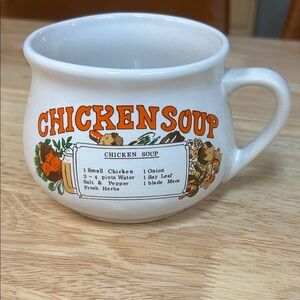 CHICKEN SOUP
CHICKEN SOUP
1 Small Chicken 1 Onion
3 - 4 pints Water 1 Bay Leaf
Salt & Pepper 1 blade Mace
Fresh Herbs